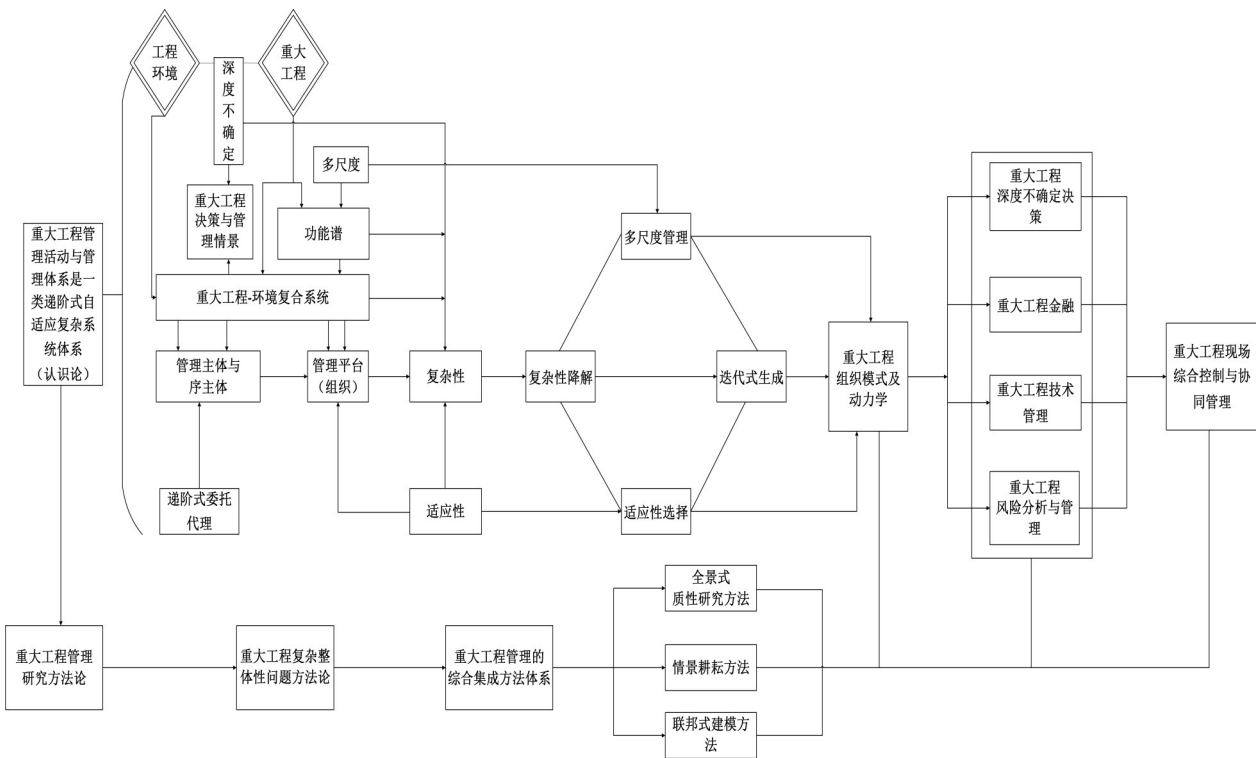 工程
环境
重大
工程
深
度
不
确
定
多尺度
重大工程
决策与管
理情景
功能谱
多尺度管理
重大工程管
理活动与管
理体系是一
类递阶式自
适应复杂系
统体系
（认识论）
重大工程-环境复合系统
管理主体与
序主体
管理平台
（组织）
复杂性
复杂性降解
迭代式生成
重大工程
组织模式及
动力学
重大工程
深度不确定决
策
重大工程金融
重大工程技术
管理
重大工程
风险分析与管
理
重大工程现场
综合控制与协
同管理
递阶式委托
代理
适应性
适应性选择
重大工程管理
研究方法论
重大工程复杂整
体性问题方法论
重大工程管理的
综合集成方法体系
全景式
质性研究方法
情景耕耘方法
联邦式建模方
法